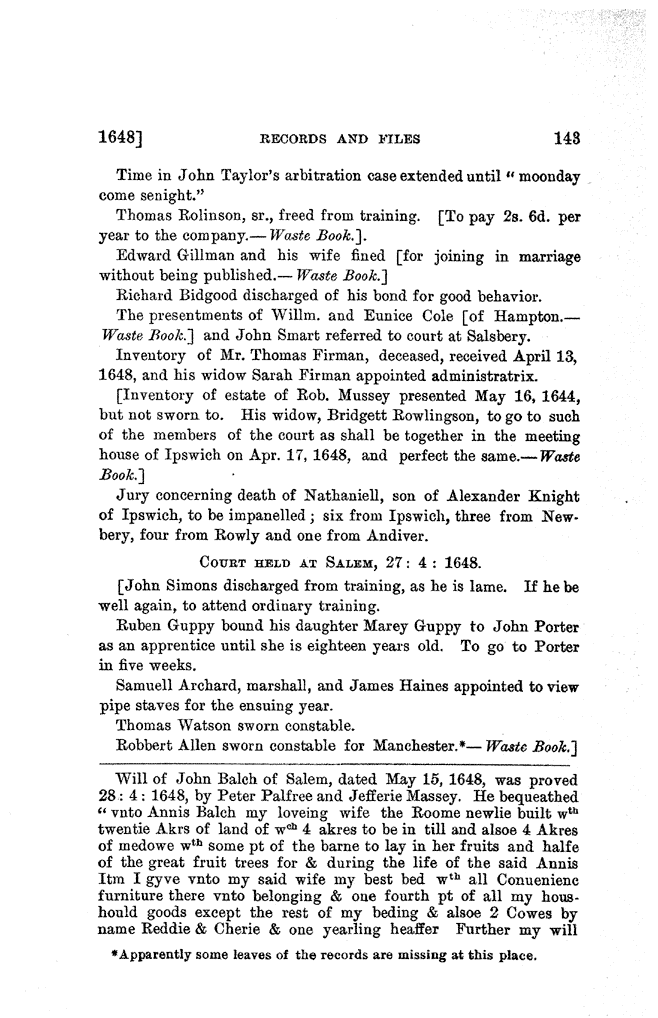 1648] RECORDS AND FILES 143
Time in John Taylor's arbitration case extended until " moonday
come senight."
Thomas Rolinson, sr., freed from training. [To pay 2s. 6d. per
year to the company.— Waste Book.].
Edward Gillman and his wife fined [for joining in marriage
without being published.— Waste Book.]
Richard Bidgood discharged of his bond for good behavior.
The presentments of Willm. and Eunice Cole [of Hampton.—
Waste Book.] and John Smart referred to court at Salsbery.
Inventory of Mr. Thomas Firman, deceased, received April 13,
1648, and his widow Sarah Firman appointed administratrix.
[Inventory of estate of Rob. Mussey presented May 16, 1644,
but not sworn to. His widow, Bridgett Rowlingson, to go to such
of the members of the court as shall be together in the meeting
house of Ipswich on Apr. 17, 1648, and perfect the same.—Waste
Book.]
Jury concerning death of Nathaniell, son of Alexander Knight
of Ipswich, to be impanelled ; six from Ipswich, three from New-
bery, four from Rowly and one from Andiver.
COURT HELD AT SALEM, 27: 4 : 1648.
[John Simons discharged from training, as he is lame. If he be
well again, to attend ordinary training.
Ruben Guppy bound his daughter Marey Guppy to John Porter
as an apprentice until she is eighteen years old. To go to Porter
in five weeks.
Samuell Archard, marshall, and James Haines appointed to view
pipe staves for the ensuing year.
Thomas Watson sworn constable.
Robbert Allen sworn constable for Manchester.*— Waste Book.]
Will of John Balch of Salem, dated May 15, 1648, was proved
28 : 4 : 1648, by Peter Palfree and Jefferie Massey. He bequeathed
" vnto Annis Balch my loveing wife the Roome newlie built wth
twentie Akrs of land of wch 4 akres to be in till and alsoe 4 Akres
of medowe wth some pt of the barne to lay in her fruits and halfe
of the great fruit trees for & during the life of the said Annis
Itm I gyve vnto my said wife my best bed wth all Conuenienc
furniture there vnto belonging & one fourth pt of all my hous-
hould goods except the rest of my beding & alsoe 2 Cowes by
name Reddie & Cherie & one yearling heaffer Further my will
*Apparently some leaves of the records are missing at this place.